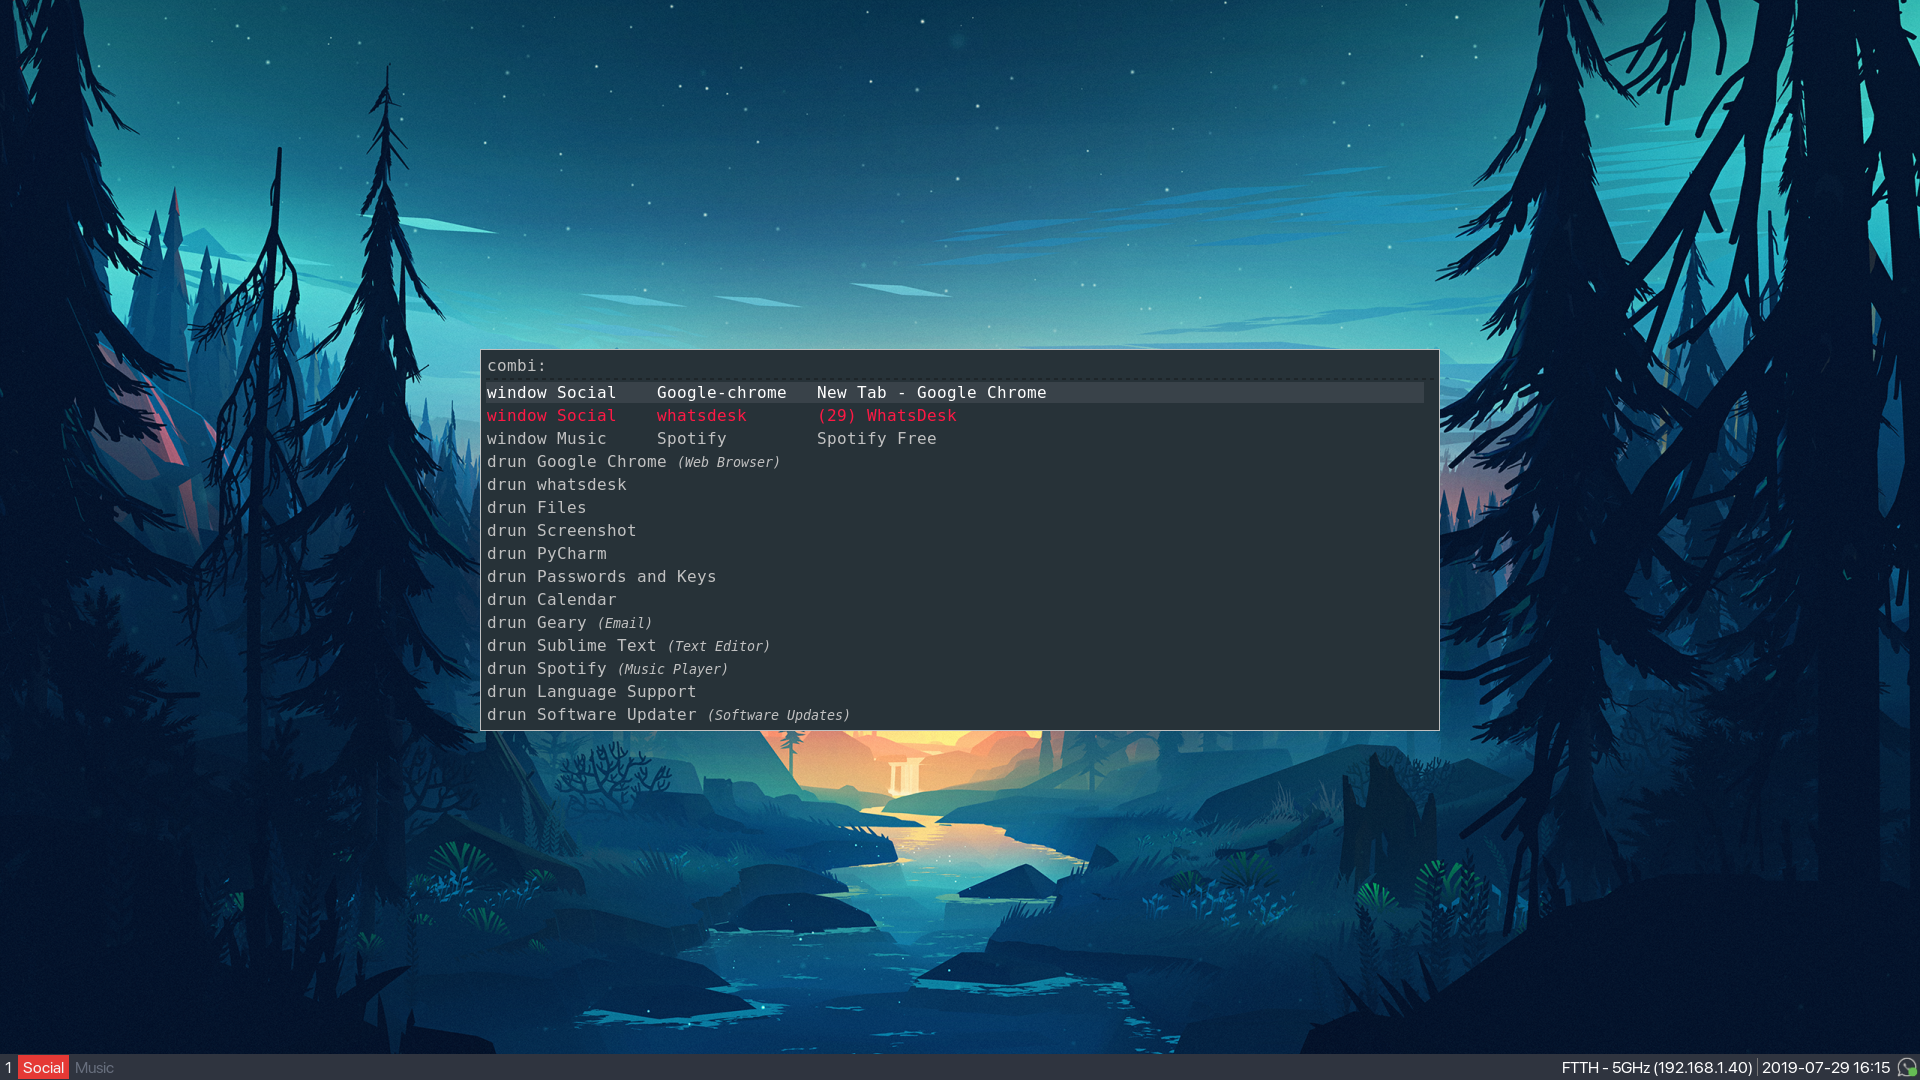 combi:
window Social Google-chrome New Tab - Google Chrome
window Social whatsdesk (29) WhatsDesk
window Music Spotify Spotify Free
drun Google Chrome (Web Browser)
drun whatsdesk
drun Files
drun Screenshot
drun PyCharm
drun Passwords and Keys
drun Calendar
drun Geary (Email)
drun Sublime Text (Text Editor)
drun Spotify (Music Player)
drun Language Support
drun Software Updater (Software Updates)
1 Social Music FTTH - 5GHz (192.168.1.40) 2019-07-29 16:15